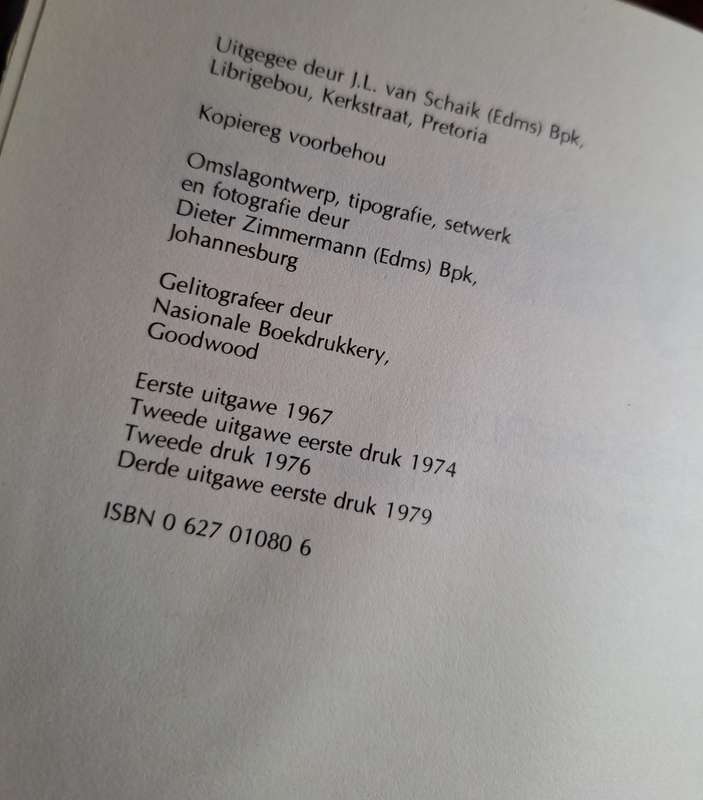 Uitgegee deur J.L. van Schaik (Edms) Bpk,
Librigebou, Kerkstraat, Pretoria
Kopiereg voorbehou
Omslagontwerp, tipografie, setwerk
en fotografie deur
Dieter Zimmermann (Edms) Bpk,
Johannesburg
Gelitografeer deur
Nasionale Boekdrukkery,
Goodwood
Eerste uitgawe 1967
Tweede uitgawe eerste druk 1974
Tweede druk 1976
Derde uitgawe eerste druk 1979
ISBN 0 627 01080 6